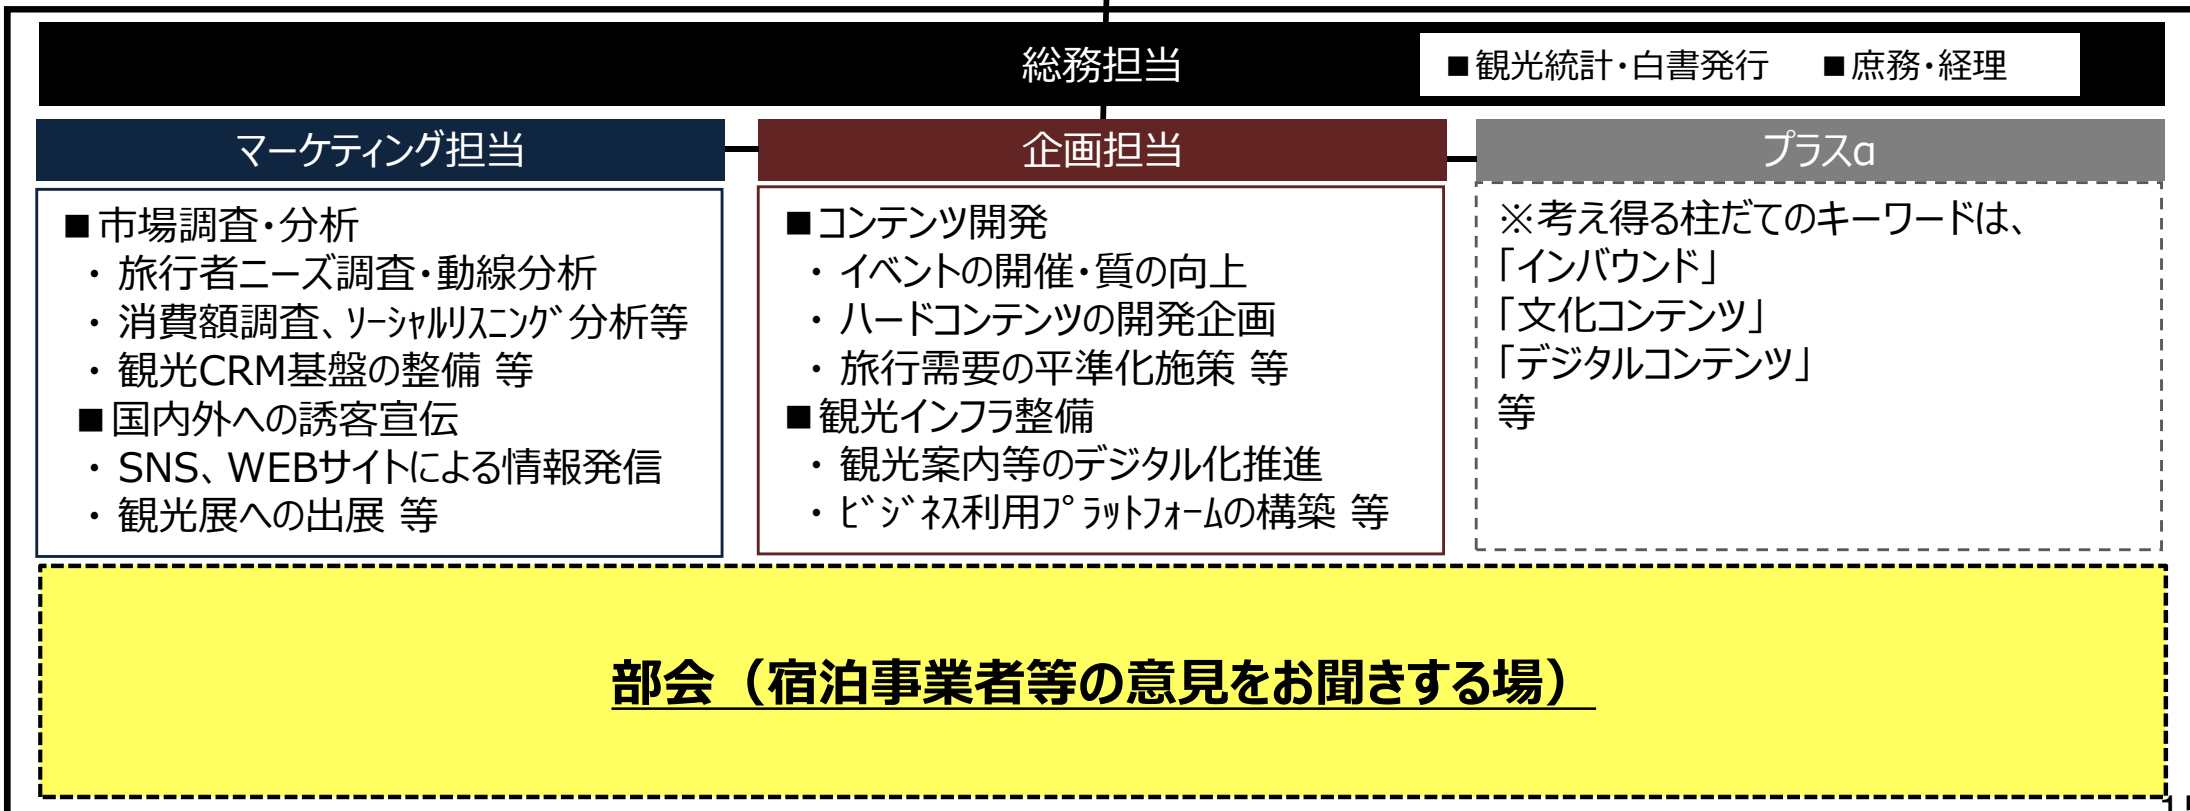 総務担当
■観光統計・白書発行　■庶務・経理
マーケティング担当
■市場調査・分析
・旅行者ニーズ調査・動線分析
・消費額調査、ｿｰｼｬﾙﾘｽﾆﾝｸﾞ分析等
・観光CRM基盤の整備 等
■国内外への誘客宣伝
・SNS、WEBサイトによる情報発信
・観光展への出展 等
企画担当
■コンテンツ開発
・イベントの開催・質の向上
・ハードコンテンツの開発企画
・旅行需要の平準化施策 等
■観光インフラ整備
・観光案内等のデジタル化推進
・ﾋﾞｼﾞﾈｽ利用ﾌﾟﾗｯﾄﾌｫｰﾑの構築 等
プラスα
※考え得る柱だてのキーワードは、
「インバウンド」
「文化コンテンツ」
「デジタルコンテンツ」
等
部会（宿泊事業者等の意見をお聞きする場）